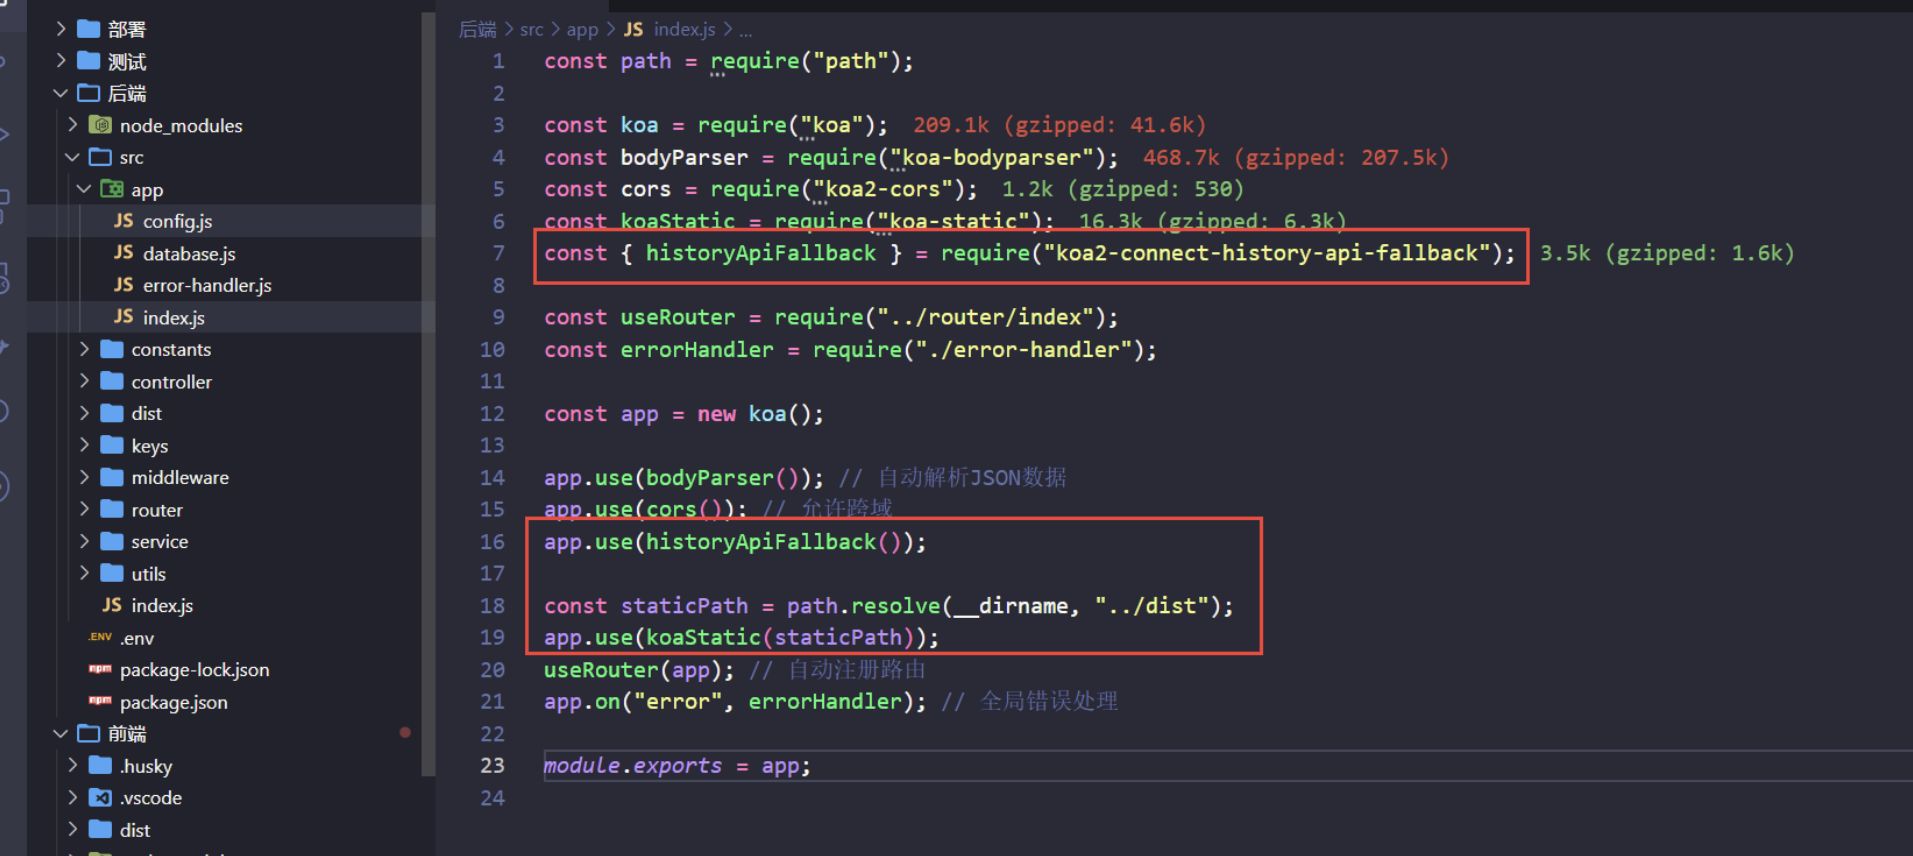 部署
测试
后端
node_modules
src
app
JS config.js
JS database.js
JS error-handler.js
JS index.js
constants
controller
dist
keys
middleware
router
service
utils
JS index.js
.ENV .env
npm package-lock.json
npm package.json
前端
.husky
.vscode
dist
后端 > src > app > JS index.js > ...
1 const path = require("path");
2
3 const koa = require("koa"); 209.1k (gzipped: 41.6k)
4 const bodyParser = require("koa-bodyparser"); 468.7k (gzipped: 207.5k)
5 const cors = require("koa2-cors"); 1.2k (gzipped: 530)
6 const koaStatic = require("koa-static"); 16.3k (gzipped: 6.3k)
7 const { historyApiFallback } = require("koa2-connect-history-api-fallback"); 3.5k (gzipped: 1.6k)
8
9 const useRouter = require("../router/index");
10 const errorHandler = require("./error-handler");
11
12 const app = new koa();
13
14 app.use(bodyParser()); // 自动解析JSON数据
15 app.use(cors()); // 允许跨域
16 app.use(historyApiFallback());
17
18 const staticPath = path.resolve(__dirname, "../dist");
19 app.use(koaStatic(staticPath));
20 useRouter(app); // 自动注册路由
21 app.on("error", errorHandler); // 全局错误处理
22
23 module.exports = app;
24